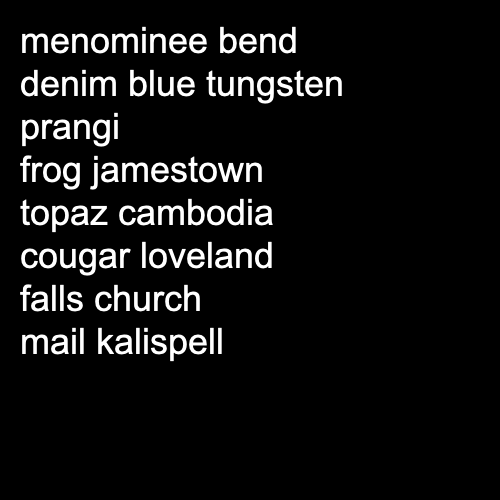 menominee bend
denim blue tungsten
prangi
frog jamestown
topaz cambodia
cougar loveland
falls church
mail kalispell